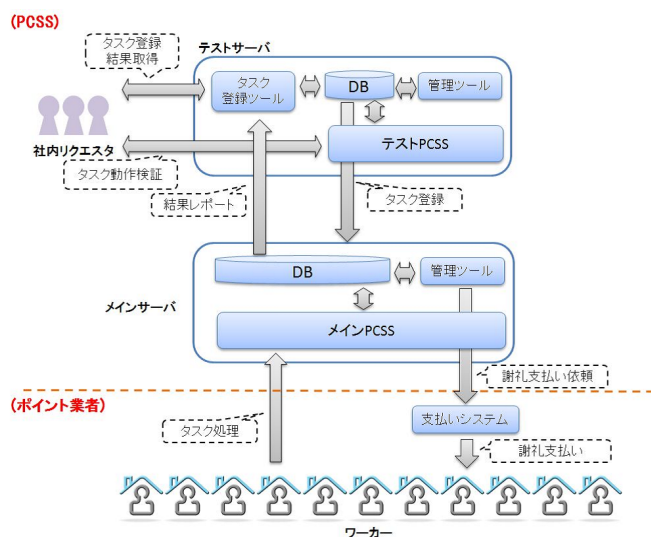 (PCSS)
テストサーバ
タスク登録
結果取得
タスク
登録ツール
DB
管理ツール
テストPCSS
社内リクエスタ
タスク動作検証
結果レポート
タスク登録
DB
管理ツール
メインサーバ
メインPCSS
謝礼支払い依頼
(ポイント業者)
タスク処理
支払いシステム
謝礼支払い
ワーカー